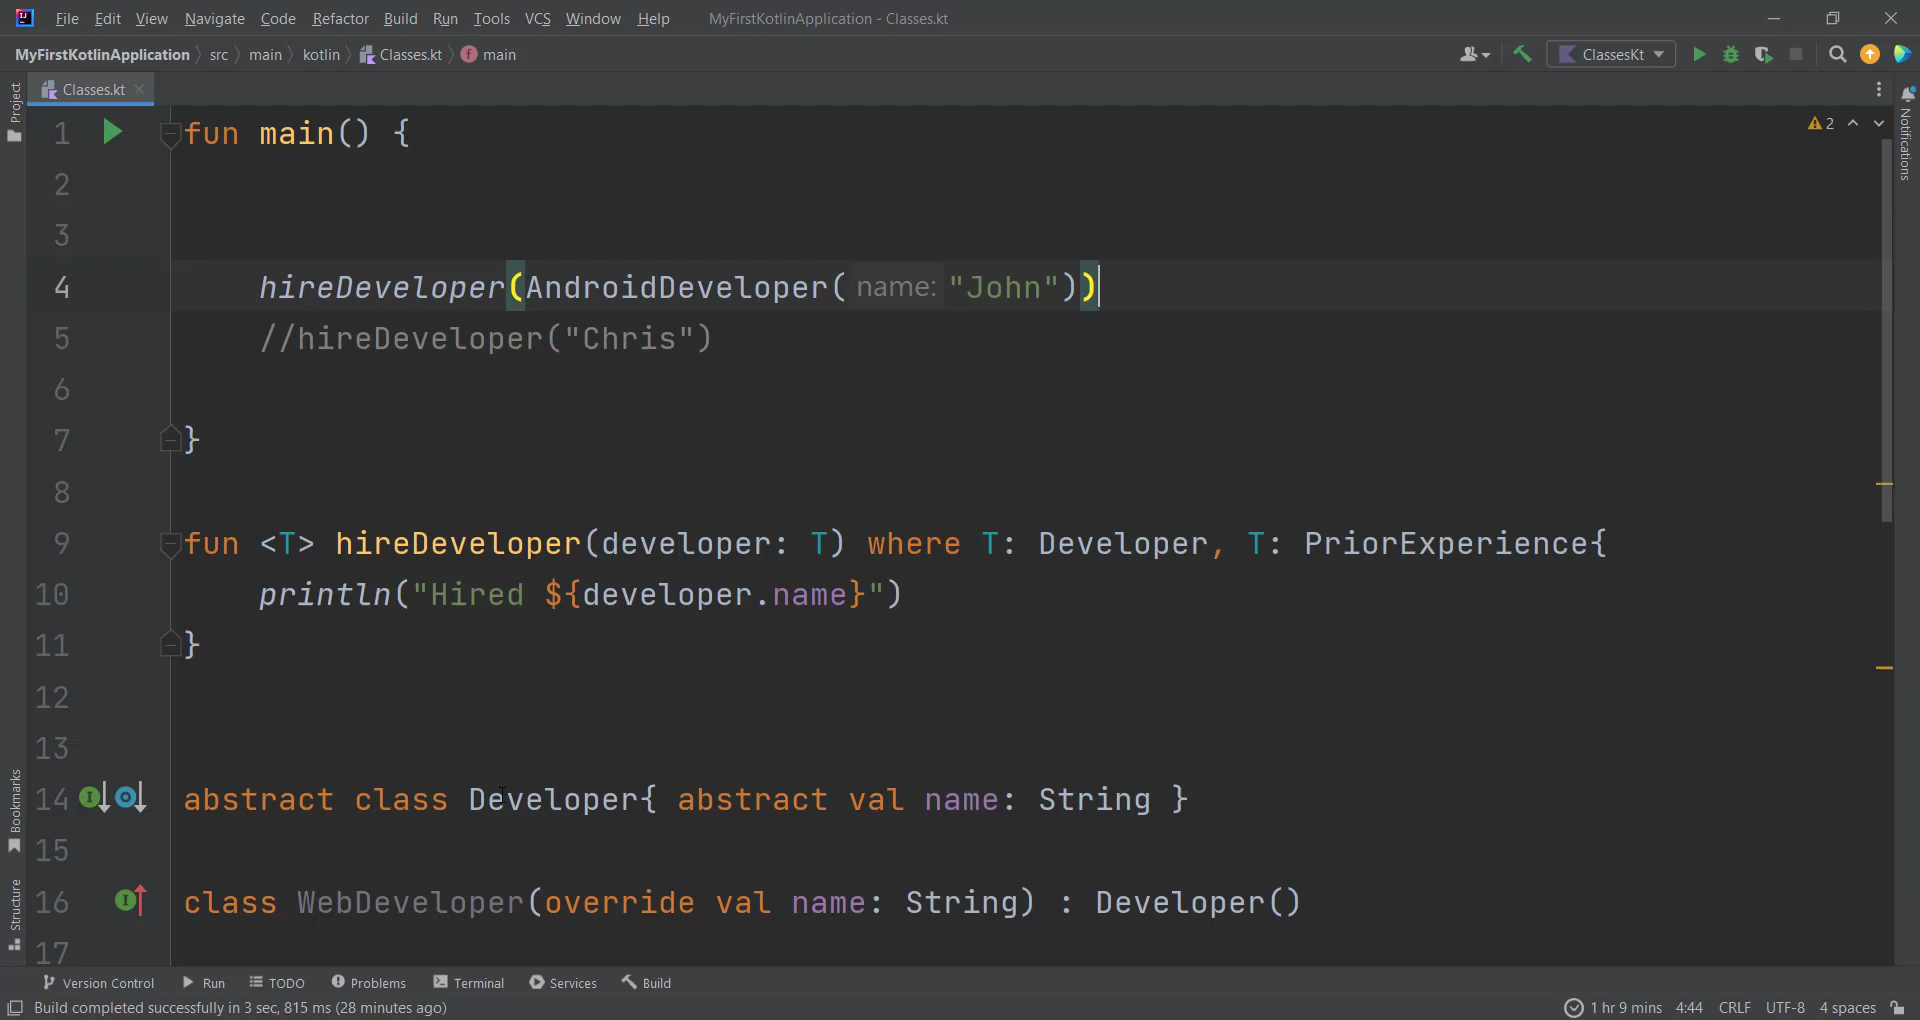 File Edit View Navigate Code Refactor Build Run Tools VCS Window Help MyFirstKotlinApplication - Classes.kt
MyFirstKotlinApplication src main kotlin Classes.kt main ClassesKt
Project
Classes.kt
Notifications
2
1 fun main() {
2
3
4 hireDeveloper(AndroidDeveloper( name: "John"))
5 //hireDeveloper("Chris")
6
7 }
8
9 fun <T> hireDeveloper(developer: T) where T: Developer, T: PriorExperience{
10 println("Hired ${developer.name}")
11 }
12
13
14 abstract class Developer{ abstract val name: String }
15
16 class WebDeveloper(override val name: String) : Developer()
17
Bookmarks
Structure
Version Control Run TODO Problems Terminal Services Build
Build completed successfully in 3 sec, 815 ms (28 minutes ago) 1 hr 9 mins 4:44 CRLF UTF-8 4 spaces